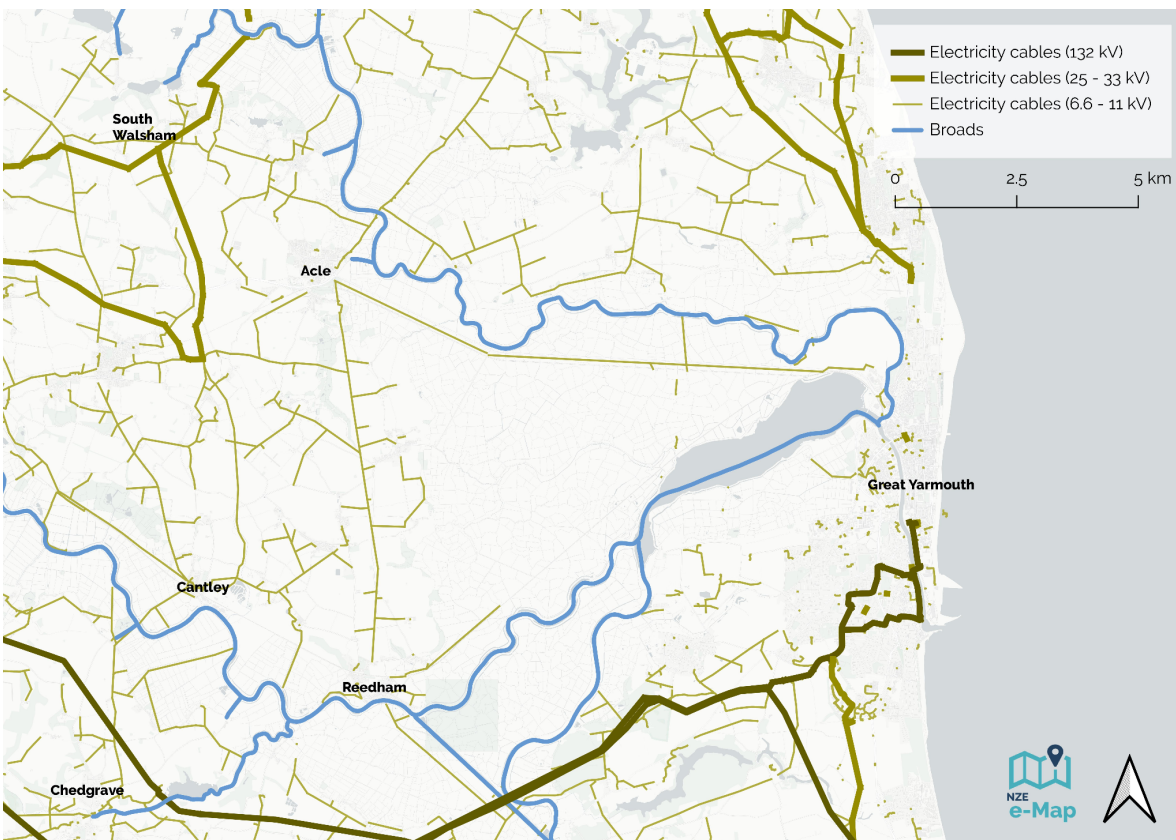 Electricity cables (132 kV)
Electricity cables (25 - 33 kV)
Electricity cables (6.6 - 11 kV)
Broads
0 2.5 5 km
South
Walsham
Acle
Great Yarmouth
Cantley
Reedham
Chedgrave
NZE
e-Map